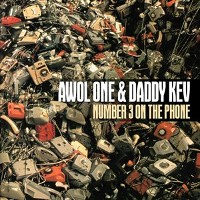 AWOL ONE & DADDY KEV
NUMBER 3 ON THE PHONE